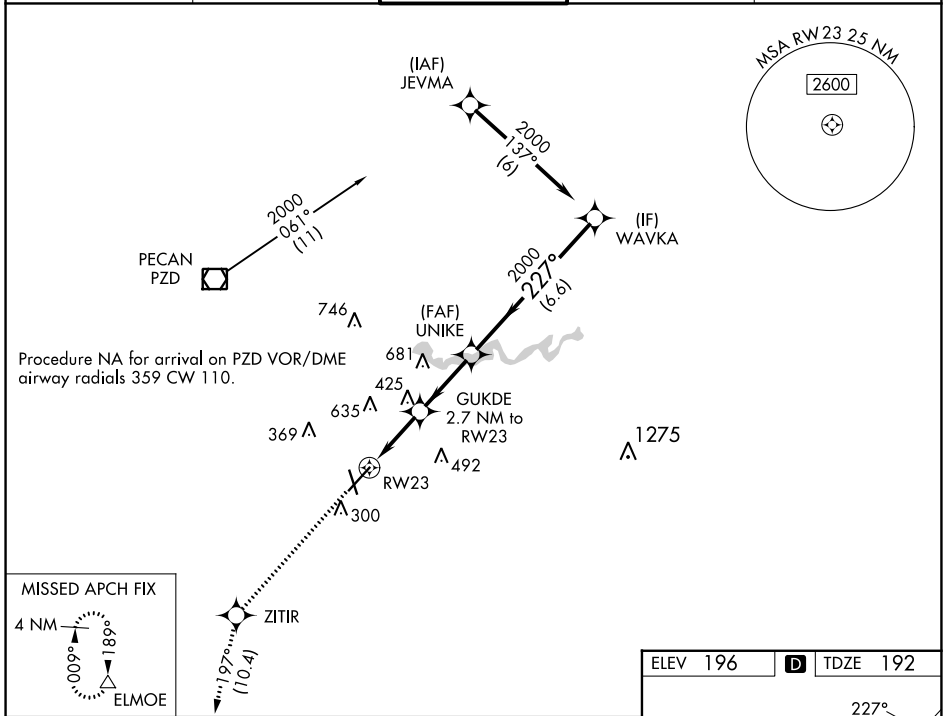 MSA RW 23 25 NM
2600
(IAF)
JEVMA
2000
137°
(6)
(IF)
WAVKA
2000
061°
(11)
PECAN
PZD
2000
227°
(6.6)
(FAF)
UNIKE
746
681
Procedure NA for arrival on PZD VOR/DME
airway radials 359 CW 110.
425
635
369
GUKDE
2.7 NM to
RW23
1275
492
RW23
300
MISSED APCH FIX
4 NM
009°
189°
ELMOE
ZITIR
197°
(10.4)
ELEV 196 D TDZE 192
227°